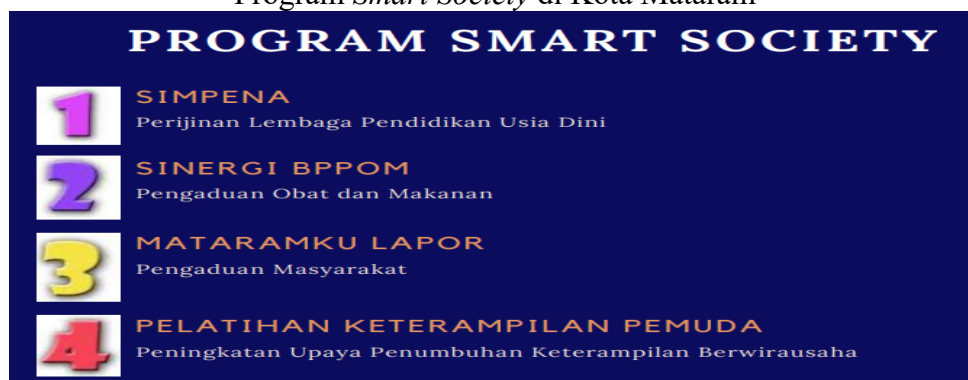 Program Smart Society di Kota Mataram
PROGRAM SMART SOCIETY
1
SIMPENA
Perijinan Lembaga Pendidikan Usia Dini
2
SINERGI BPPOM
Pengaduan Obat dan Makanan
3
MATARAMKU LAPOR
Pengaduan Masyarakat
4
PELATIHAN KETERAMPILAN PEMUDA
Peningkatan Upaya Penumbuhan Keterampilan Berwirausaha